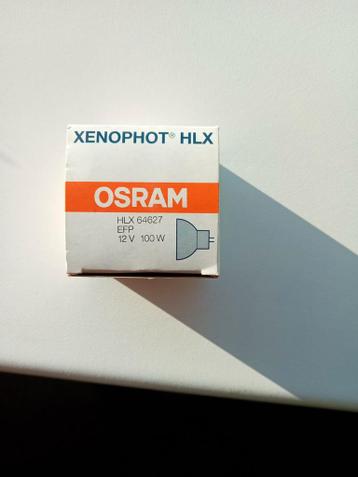 XENOPHOT® HLX
OSRAM
HLX 64627
EFP
12 V 100 W